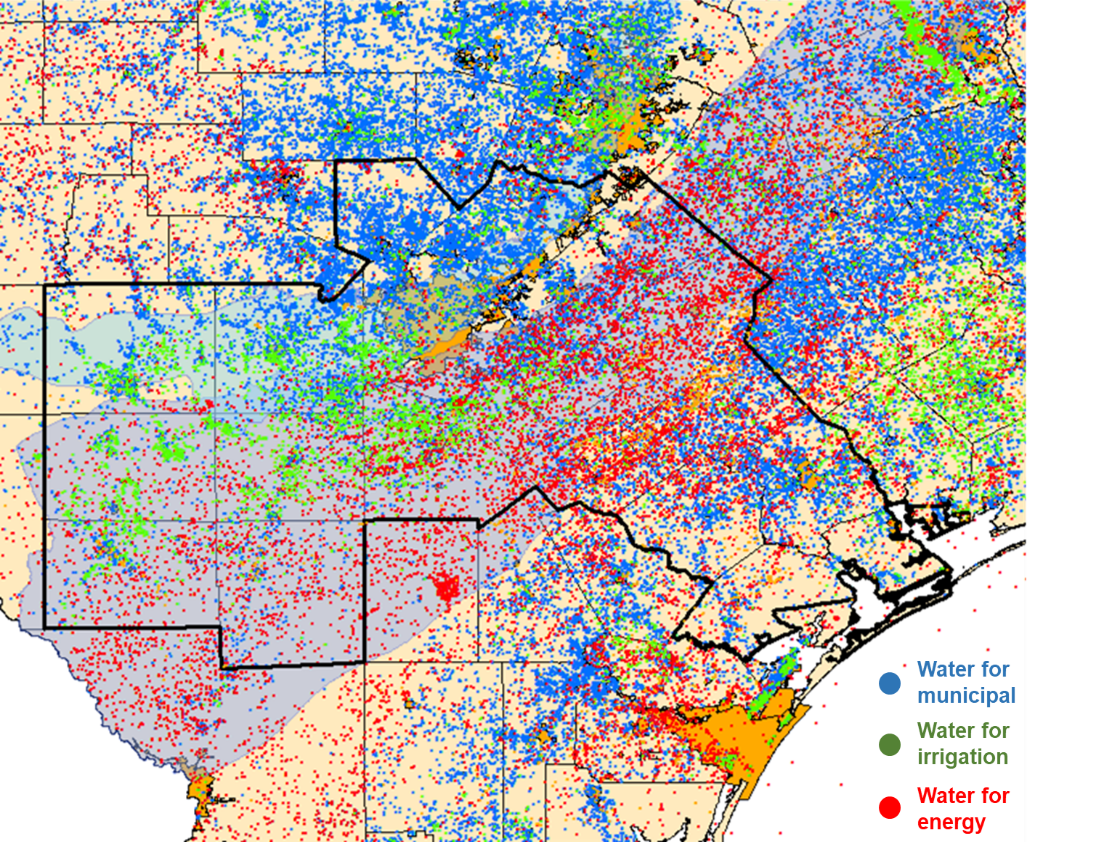 Water for
municipal
Water for
irrigation
Water for
energy